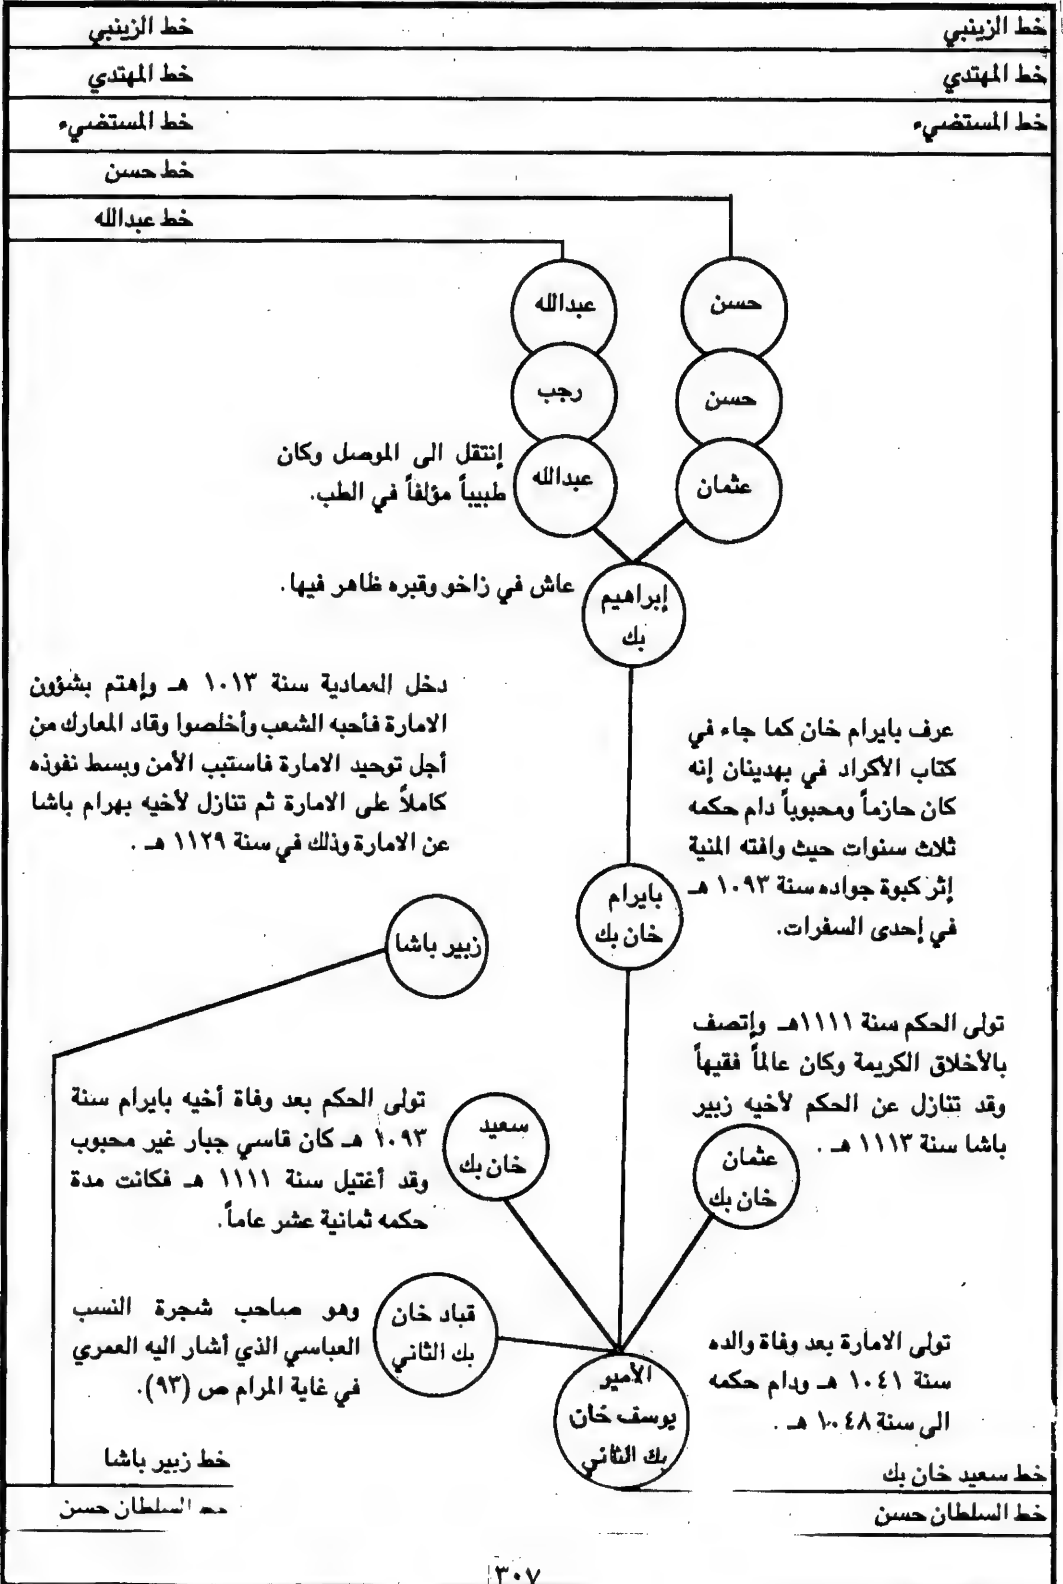 خط الزينبي
خط الزينبي
خط المهتدي
خط المهتدي
خط المستضيء
خط المستضيء
خط حسن
خط عبدالله
حسن
عبدالله
حسن
رجب
عثمان
عبدالله
إنتقل الى الموصل وكان
طبيباً مؤلفاً في الطب.
إبراهيم
بك
عاش في زاخو وقبره ظاهر فيها.
عرف بايرام خان كما جاء في
كتاب الأكراد في بهدينان إنه
كان حازماً ومحبوباً دام حكمه
ثلاث سنوات حيث وافته المنية
إثر كبوة جواده سنة ١٠٩٣ هـ
في إحدى السفرات.
دخل العمادية سنة ١٠١٣ هـ وإهتم بشؤون
الامارة فأحبه الشعب وأخلصوا وقاد المعارك من
أجل توحيد الامارة فاستبب الأمن وبسط نفوذه
كاملاً على الامارة ثم تنازل لأخيه بهرام باشا
عن الامارة وذلك في سنة ١١٢٩ هـ .
بايرام
خان بك
زبير باشا
تولى الحكم سنة ١١١١هـ وإتصف
بالأخلاق الكريمة وكان عالماً فقيهاً
وقد تنازل عن الحكم لأخيه زبير
باشا سنة ١١١٣ هـ .
عثمان
خان بك
سعيد
خان بك
تولى الحكم بعد وفاة أخيه بايرام سنة
١٠٩٣ هـ كان قاسي جبار غير محبوب
وقد أغتيل سنة ١١١١ هـ فكانت مدة
حكمه ثمانية عشر عاماً.
قباد خان
بك الثاني
وهو صاحب شجرة النسب
العباسي الذي أشار اليه العمري
في غاية المرام ص (٩٣).
تولى الامارة بعد وفاة والده
سنة ١٠٤١ هـ ودام حكمه
الى سنة ١٠٤٨ هـ .
الأمير
يوسف خان
بك الثاني
خط زبير باشا
خط سعيد خان بك
خط السلطان حسن
خط السلطان حسن
٣٠٧